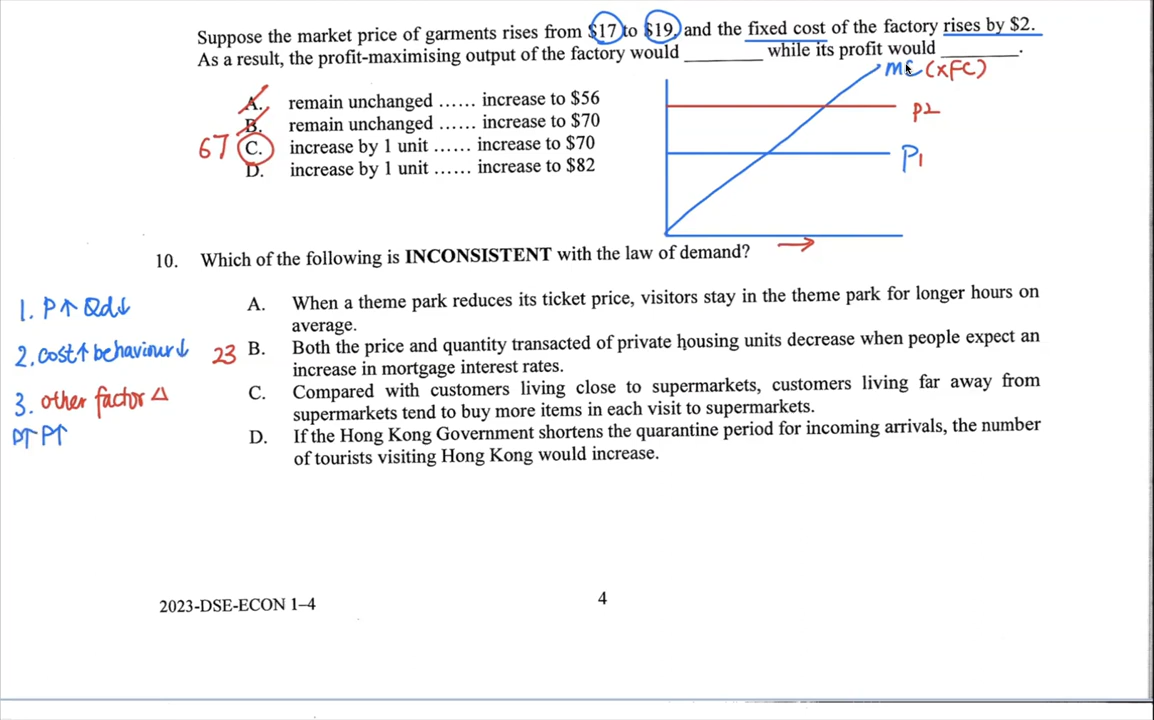 Suppose the market price of garments rises from $17 to $19, and the fixed cost of the factory rises by $2.
As a result, the profit-maximising output of the factory would ________ while its profit would ________.
MC (xFC)
A. remain unchanged ...... increase to $56
P2
B. remain unchanged ...... increase to $70
67 C. increase by 1 unit ...... increase to $70
P1
D. increase by 1 unit ...... increase to $82
10. Which of the following is INCONSISTENT with the law of demand?
1. P↑ Qd↓
A. When a theme park reduces its ticket price, visitors stay in the theme park for longer hours on
average.
2. cost↑ behaviour↓
23 B. Both the price and quantity transacted of private housing units decrease when people expect an
increase in mortgage interest rates.
3. other factor Δ
C. Compared with customers living close to supermarkets, customers living far away from
supermarkets tend to buy more items in each visit to supermarkets.
D↑ P↑
D. If the Hong Kong Government shortens the quarantine period for incoming arrivals, the number
of tourists visiting Hong Kong would increase.
2023-DSE-ECON 1–4
4